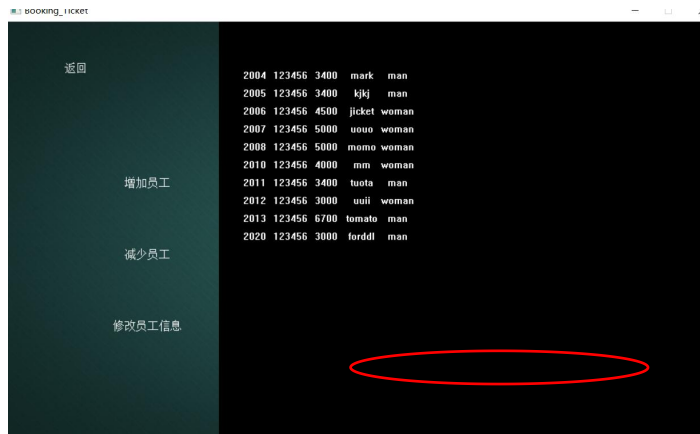 Booking_Ticket
返回
2004 123456 3400 mark man
2005 123456 3400 kjkj man
2006 123456 4500 jicket woman
2007 123456 5000 uouo woman
2008 123456 5000 momo woman
2010 123456 4000 mm woman
2011 123456 3400 tuota man
2012 123456 3000 uuii woman
2013 123456 6700 tomato man
2020 123456 3000 forddl man
增加员工
减少员工
修改员工信息